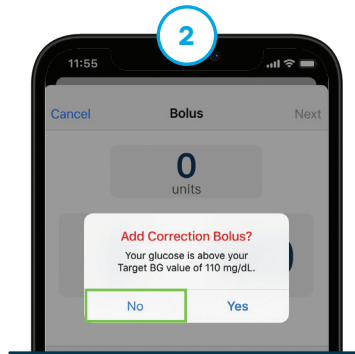 2
11:55
Cancel Bolus Next
0
units
Add Correction Bolus?
Your glucose is above your
Target BG value of 110 mg/dL.
No Yes